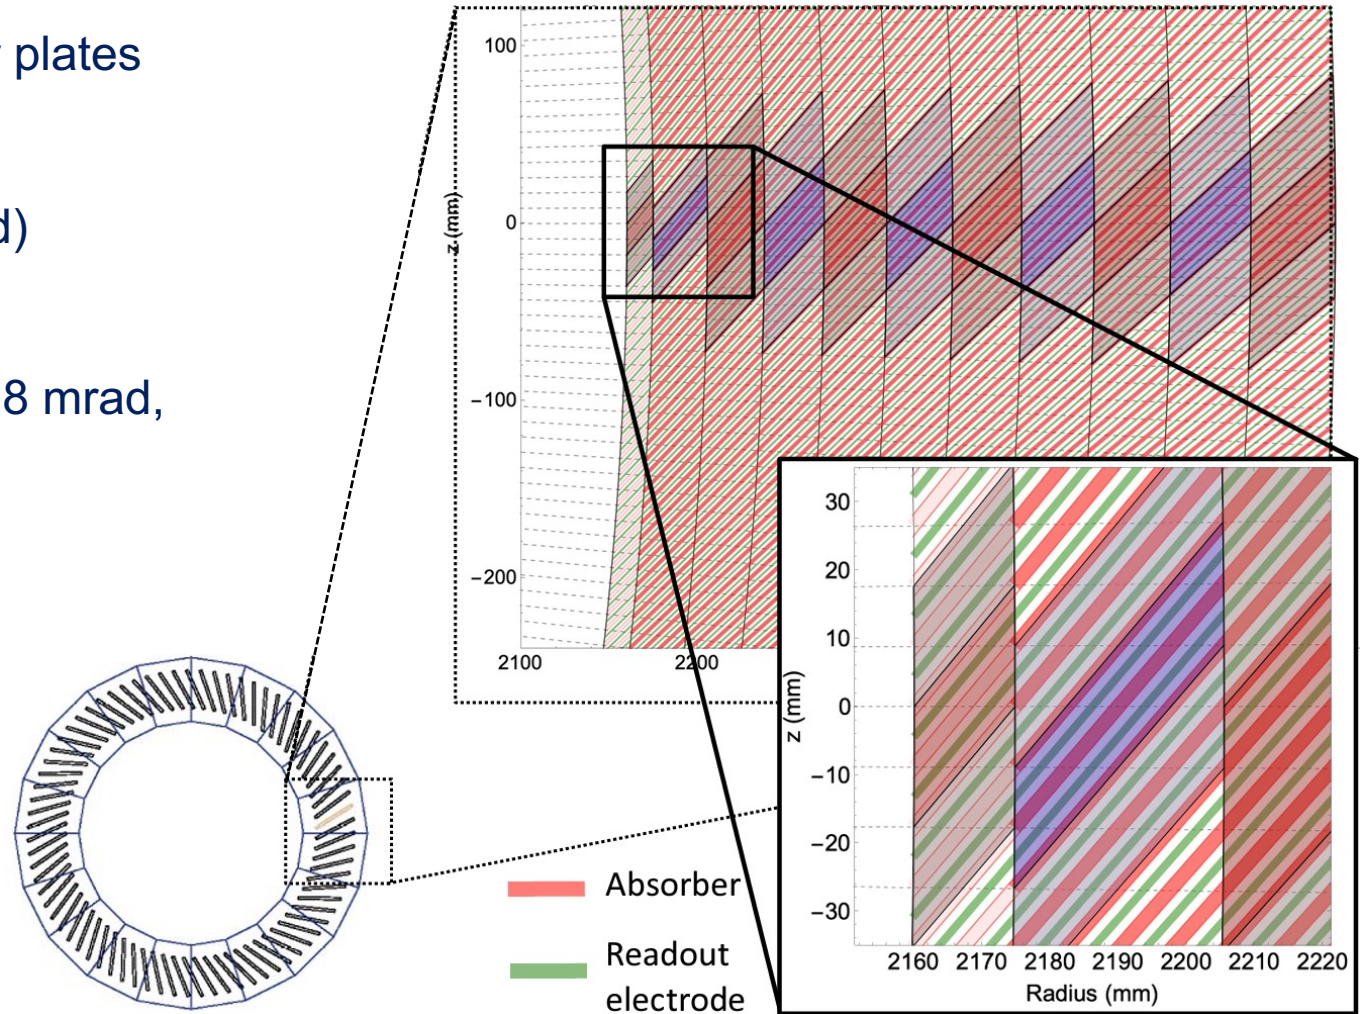 plates
d)
8 mrad,
100
0
−100
−200
z (mm)
2100
2200
30
20
10
0
−10
−20
−30
z (mm)
2160 2170 2180 2190 2200 2210 2220
Radius (mm)
Absorber
Readout
electrode